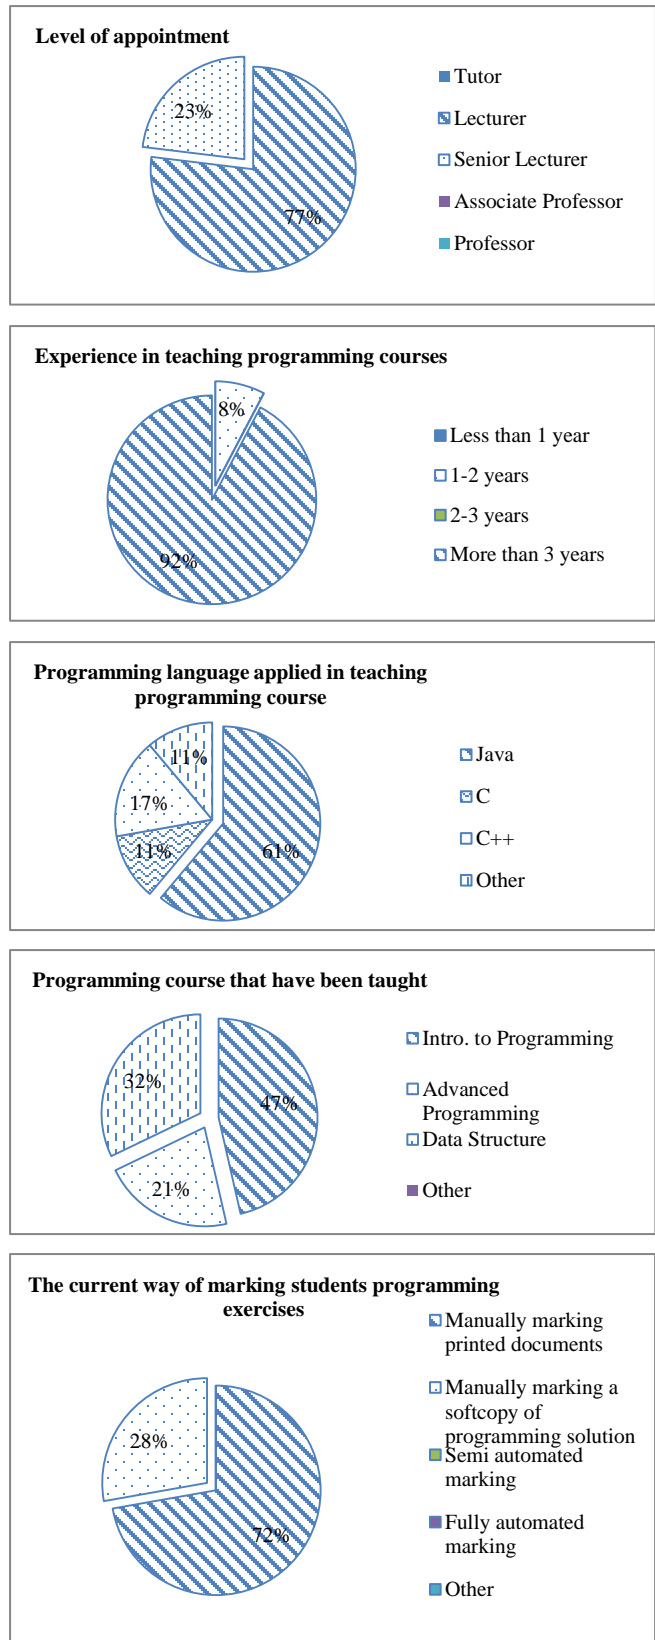 Level of appointment
23%
77%
Tutor
Lecturer
Senior Lecturer
Associate Professor
Professor
Experience in teaching programming courses
8%
92%
Less than 1 year
1-2 years
2-3 years
More than 3 years
Programming language applied in teaching
programming course
11%
17%
11%
61%
Java
C
C++
Other
Programming course that have been taught
32%
47%
21%
Intro. to Programming
Advanced
Programming
Data Structure
Other
The current way of marking students programming
exercises
28%
72%
Manually marking
printed documents
Manually marking a
softcopy of
programming solution
Semi automated
marking
Fully automated
marking
Other